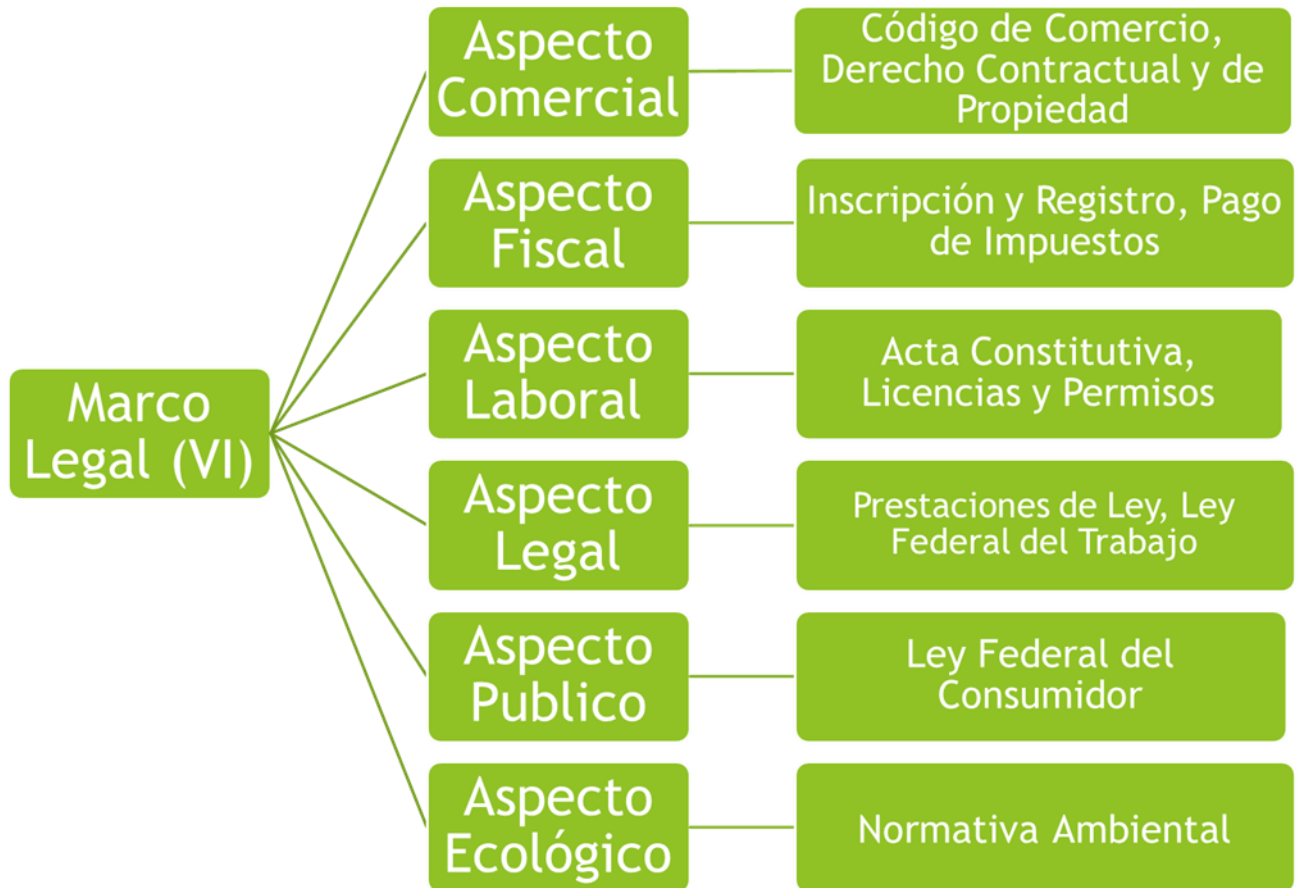 Marco
Legal (VI)
Aspecto
Comercial
Código de Comercio,
Derecho Contractual y de
Propiedad
Aspecto
Fiscal
Inscripción y Registro, Pago
de Impuestos
Aspecto
Laboral
Acta Constitutiva,
Licencias y Permisos
Aspecto
Legal
Prestaciones de Ley, Ley
Federal del Trabajo
Aspecto
Publico
Ley Federal del
Consumidor
Aspecto
Ecológico
Normativa Ambiental